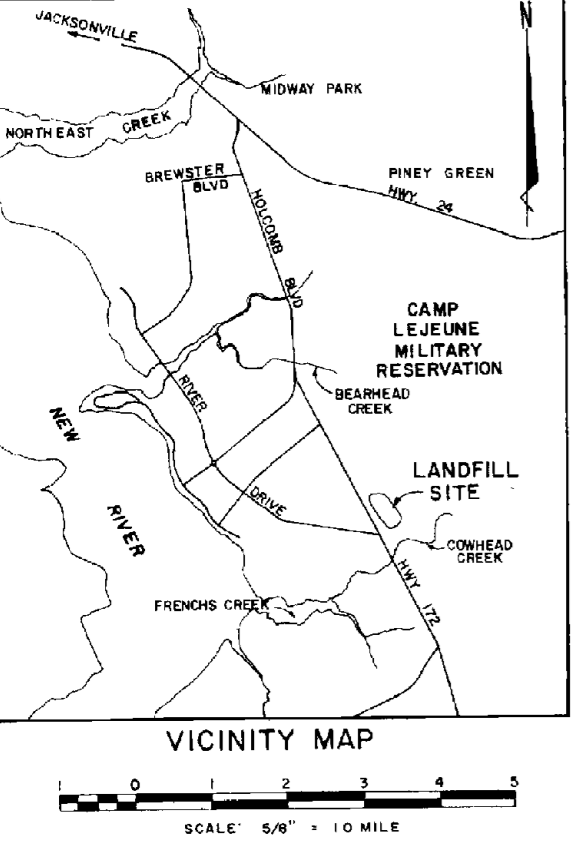 JACKSONVILLE
N
MIDWAY PARK
NORTHEAST CREEK
BREWSTER
BLVD
PINEY GREEN
HWY 24
HOLCOMB BLVD
CAMP
LEJEUNE
MILITARY
RESERVATION
BEARHEAD
CREEK
RIVER DRIVE
NEW RIVER
LANDFILL
SITE
COWHEAD
CREEK
HWY 172
FRENCHS CREEK
VICINITY MAP
1 0 1 2 3 4 5
SCALE: 5/8" = 1.0 MILE